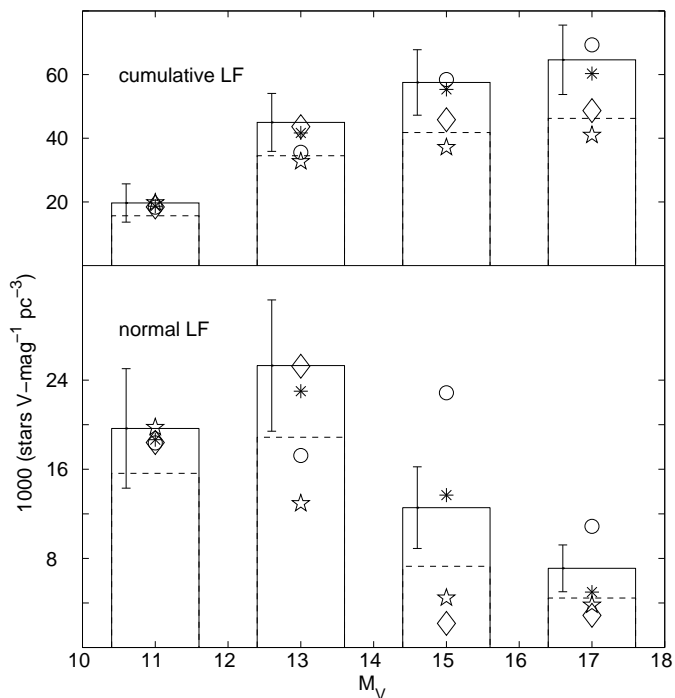 60
40
20
cumulative LF
1000 (stars V−mag⁻¹ pc⁻³)
normal LF
24
16
8
10 11 12 13 14 15 16 17 18
M_V